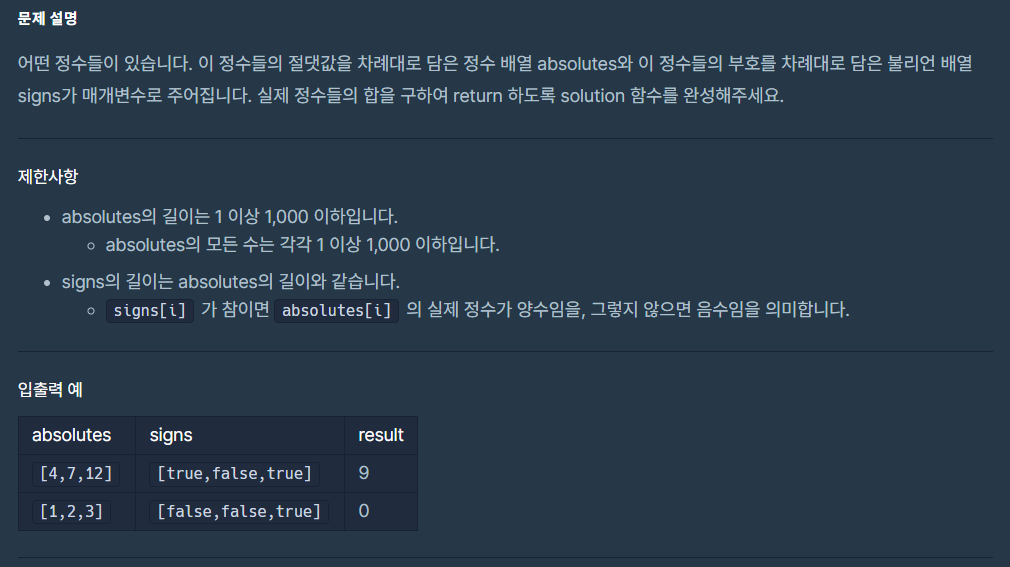 문제 설명
어떤 정수들이 있습니다. 이 정수들의 절댓값을 차례대로 담은 정수 배열 absolutes와 이 정수들의 부호를 차례대로 담은 불리언 배열
signs가 매개변수로 주어집니다. 실제 정수들의 합을 구하여 return 하도록 solution 함수를 완성해주세요.
제한사항
• absolutes의 길이는 1 이상 1,000 이하입니다.
◦ absolutes의 모든 수는 각각 1 이상 1,000 이하입니다.
• signs의 길이는 absolutes의 길이와 같습니다.
◦ signs[i] 가 참이면 absolutes[i] 의 실제 정수가 양수임을, 그렇지 않으면 음수임을 의미합니다.
입출력 예
absolutes signs result
[4,7,12] [true,false,true] 9
[1,2,3] [false,false,true] 0